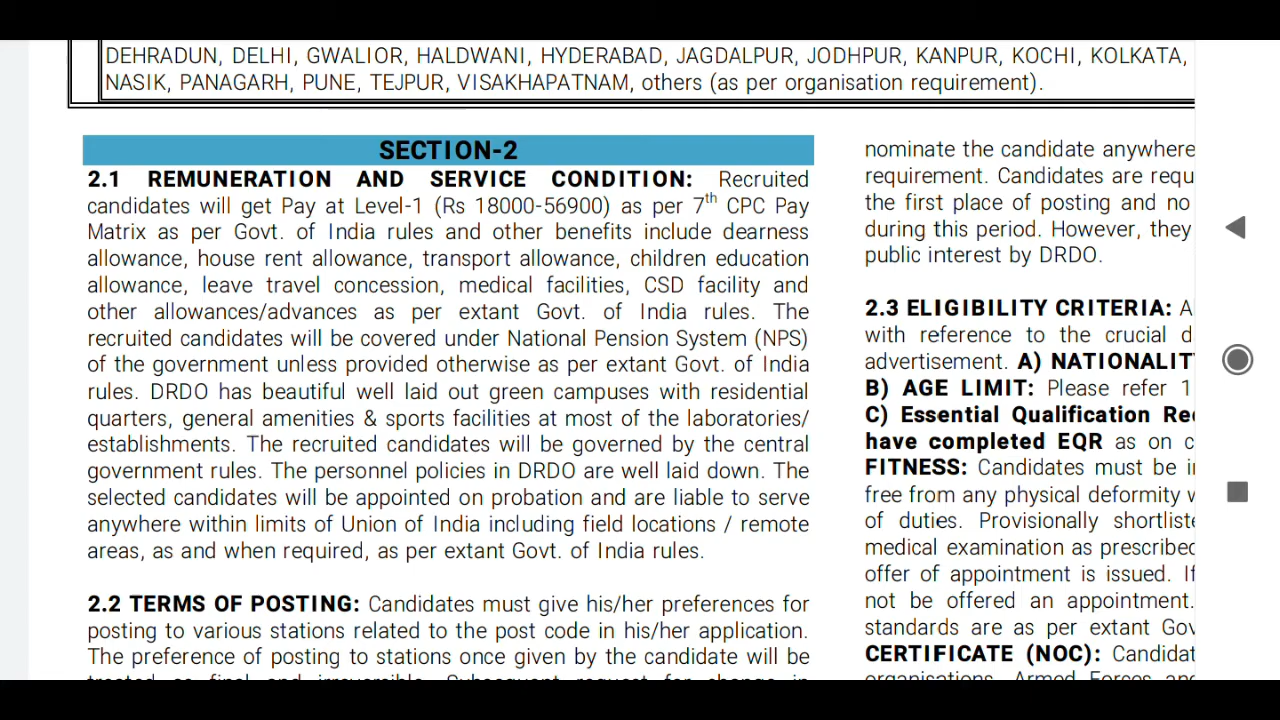 DEHRADUN, DELHI, GWALIOR, HALDWANI, HYDERABAD, JAGDALPUR, JODHPUR, KANPUR, KOCHI, KOLKATA,
NASIK, PANAGARH, PUNE, TEJPUR, VISAKHAPATNAM, others (as per organisation requirement).
SECTION-2
2.1 REMUNERATION AND SERVICE CONDITION: Recruited
candidates will get Pay at Level-1 (Rs 18000-56900) as per 7th CPC Pay
Matrix as per Govt. of India rules and other benefits include dearness
allowance, house rent allowance, transport allowance, children education
allowance, leave travel concession, medical facilities, CSD facility and
other allowances/advances as per extant Govt. of India rules. The
recruited candidates will be covered under National Pension System (NPS)
of the government unless provided otherwise as per extant Govt. of India
rules. DRDO has beautiful well laid out green campuses with residential
quarters, general amenities & sports facilities at most of the laboratories/
establishments. The recruited candidates will be governed by the central
government rules. The personnel policies in DRDO are well laid down. The
selected candidates will be appointed on probation and are liable to serve
anywhere within limits of Union of India including field locations / remote
areas, as and when required, as per extant Govt. of India rules.
2.2 TERMS OF POSTING: Candidates must give his/her preferences for
posting to various stations related to the post code in his/her application.
The preference of posting to stations once given by the candidate will be
nominate the candidate anywhere
requirement. Candidates are requ
the first place of posting and no
during this period. However, they
public interest by DRDO.
2.3 ELIGIBILITY CRITERIA: A
with reference to the crucial d
advertisement. A) NATIONALIT
B) AGE LIMIT: Please refer 1
C) Essential Qualification Re
have completed EQR as on c
FITNESS: Candidates must be i
free from any physical deformity w
of duties. Provisionally shortliste
medical examination as prescribed
offer of appointment is issued. If
not be offered an appointment.
standards are as per extant Gov
CERTIFICATE (NOC): Candidat